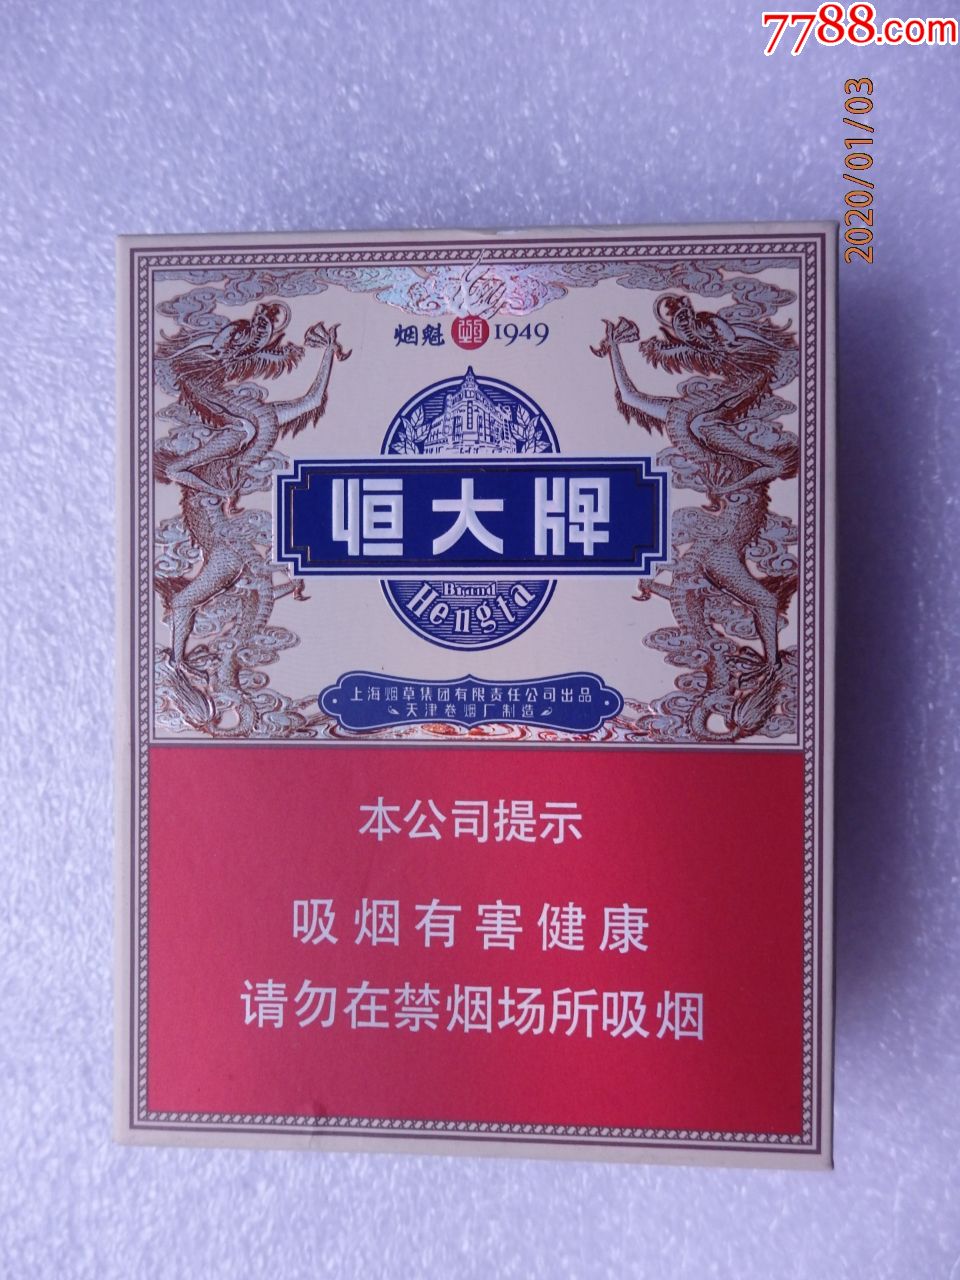 7788.com
2020/01/03
烟魁 1949
恒大牌
Brand
Hengta
上海烟草集团有限责任公司出品
天津卷烟厂制造
本公司提示
吸烟有害健康
请勿在禁烟场所吸烟